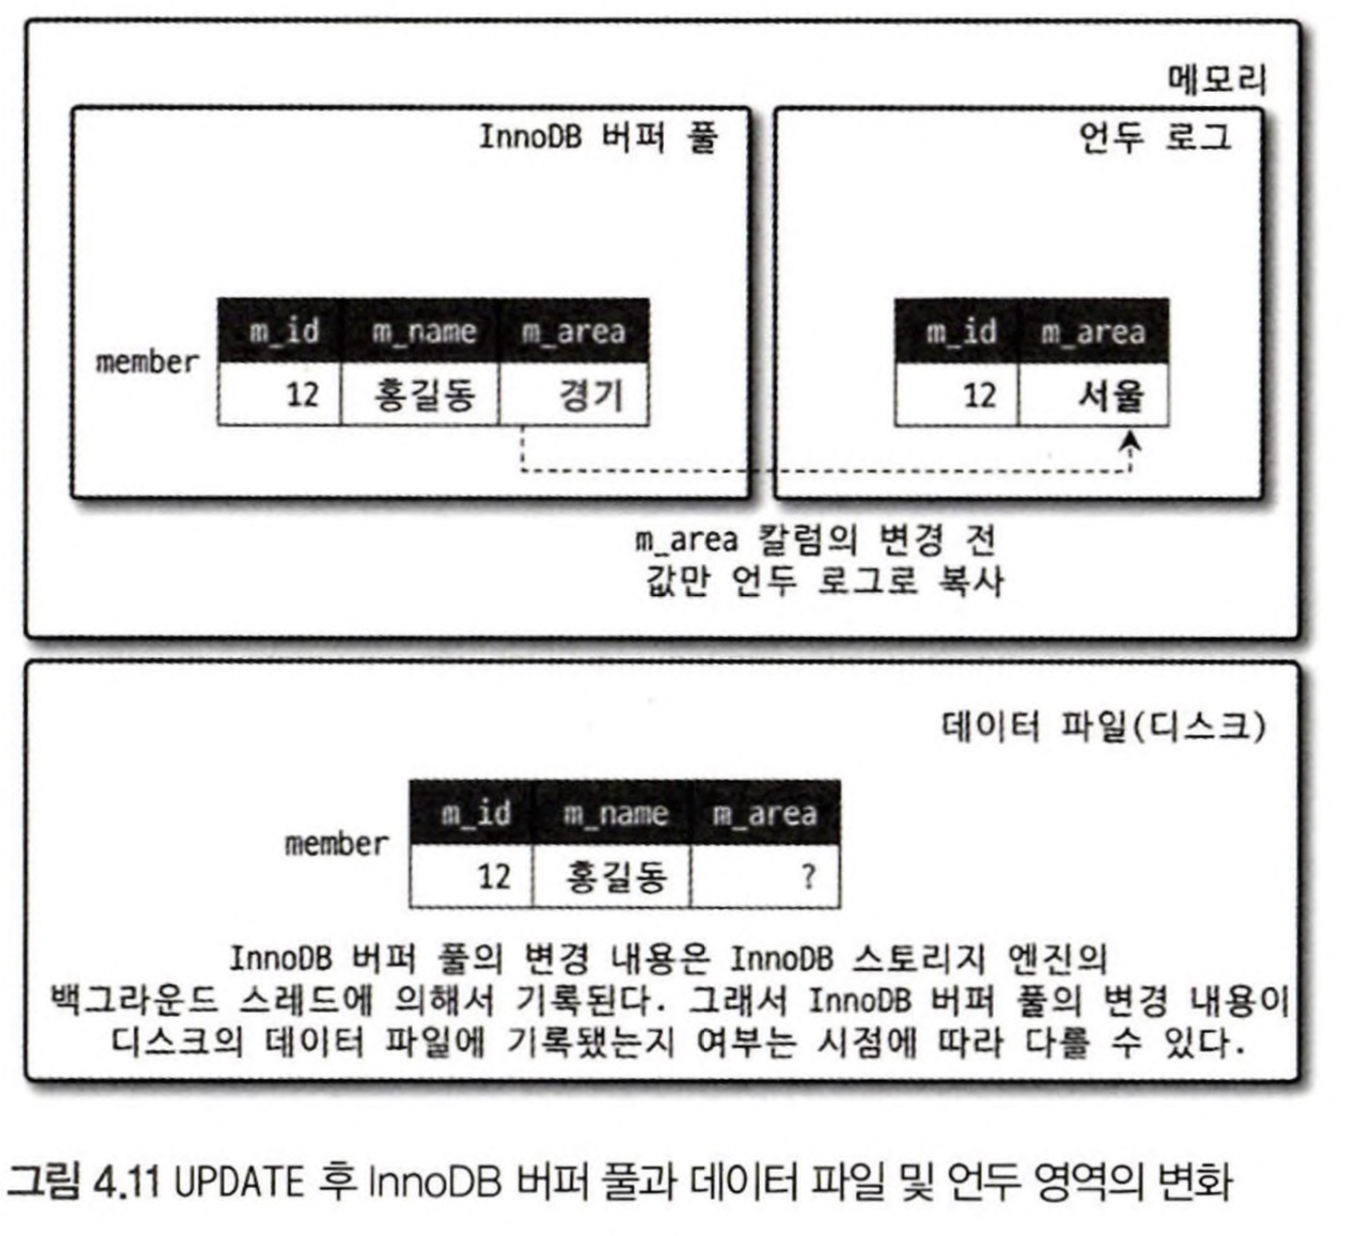 메모리
InnoDB 버퍼 풀
언두 로그
m_id m_name m_area
member
12 홍길동 경기
m_id m_area
12 서울
m_area 칼럼의 변경 전
값만 언두 로그로 복사
데이터 파일(디스크)
m_id m_name m_area
member
12 홍길동 ?
InnoDB 버퍼 풀의 변경 내용은 InnoDB 스토리지 엔진의
백그라운드 스레드에 의해서 기록된다. 그래서 InnoDB 버퍼 풀의 변경 내용이
디스크의 데이터 파일에 기록됐는지 여부는 시점에 따라 다를 수 있다.
그림 4.11 UPDATE 후 InnoDB 버퍼 풀과 데이터 파일 및 언두 영역의 변화